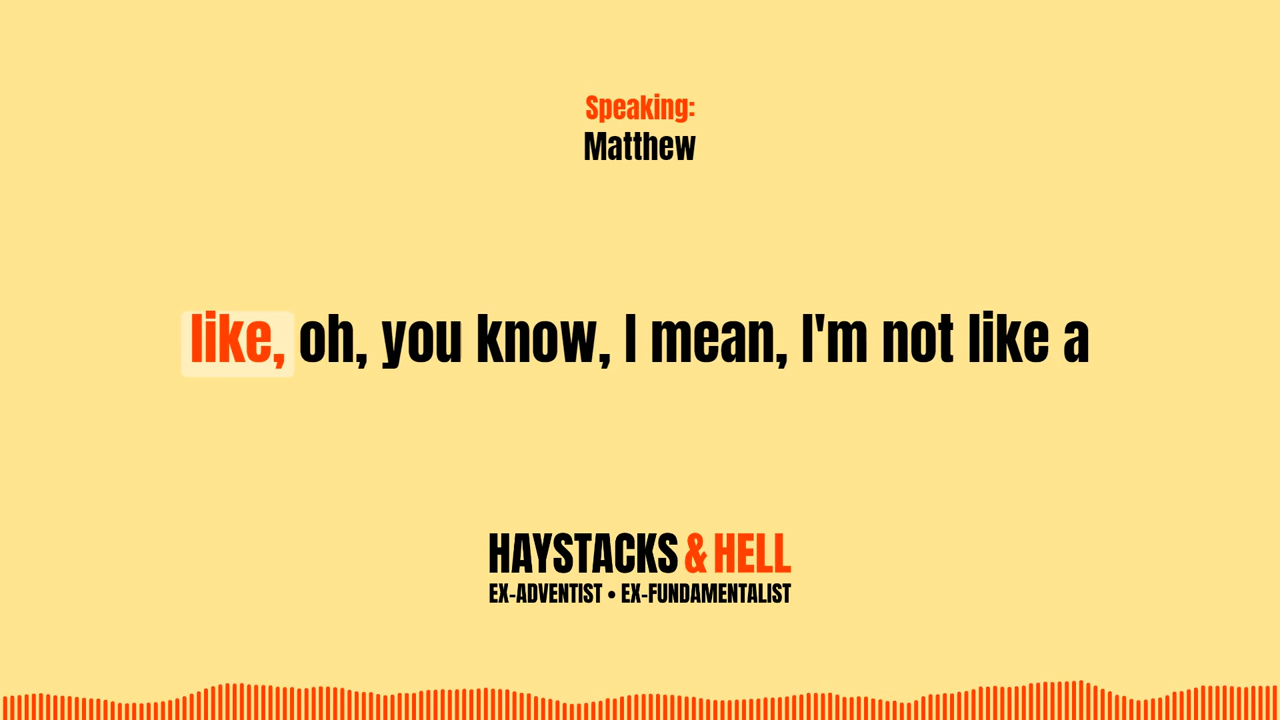 Speaking:
Matthew
like, oh, you know, I mean, I'm not like a
HAYSTACKS & HELL
EX-ADVENTIST • EX-FUNDAMENTALIST